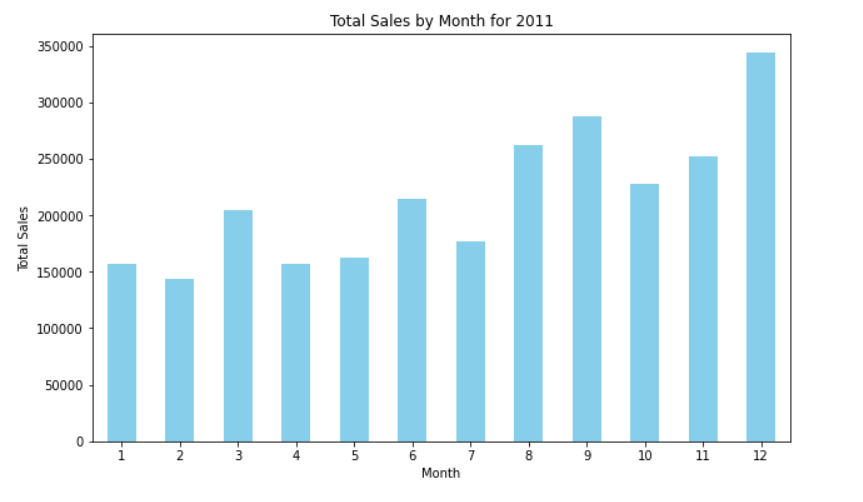 Total Sales by Month for 2011
350000
300000
250000
200000
150000
100000
50000
0
Total Sales
1 2 3 4 5 6 7 8 9 10 11 12
Month